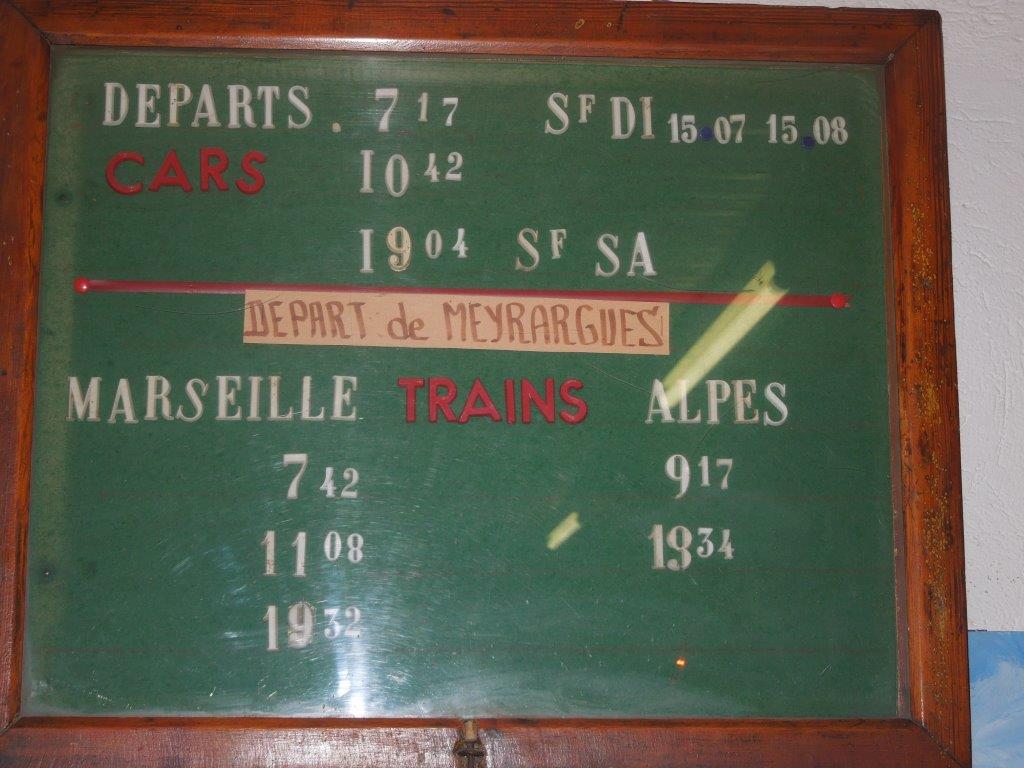 DEPARTS . 7 17 SF DI 15.07 15.08
CARS 10 42
19 04 SF SA
DEPART de MEYRARGUES
MARSEILLE TRAINS ALPES
7 42 9 17
11 08 19 34
19 32